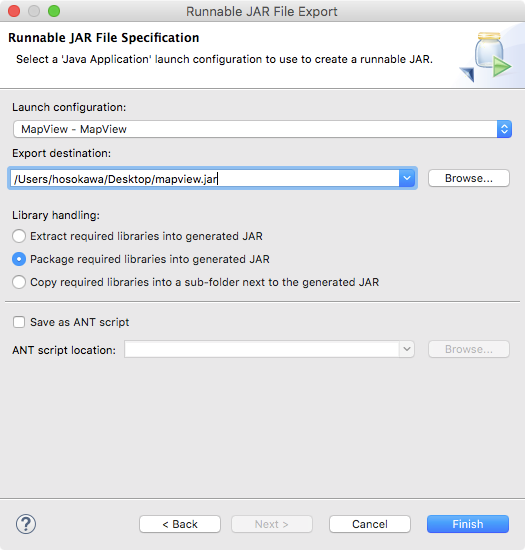 Runnable JAR File Export
Runnable JAR File Specification
Select a 'Java Application' launch configuration to use to create a runnable JAR.
Launch configuration:
MapView - MapView
Export destination:
/Users/hosokawa/Desktop/mapview.jar
Browse...
Library handling:
Extract required libraries into generated JAR
Package required libraries into generated JAR
Copy required libraries into a sub-folder next to the generated JAR
Save as ANT script
ANT script location:
Browse...
?
< Back
Next >
Cancel
Finish